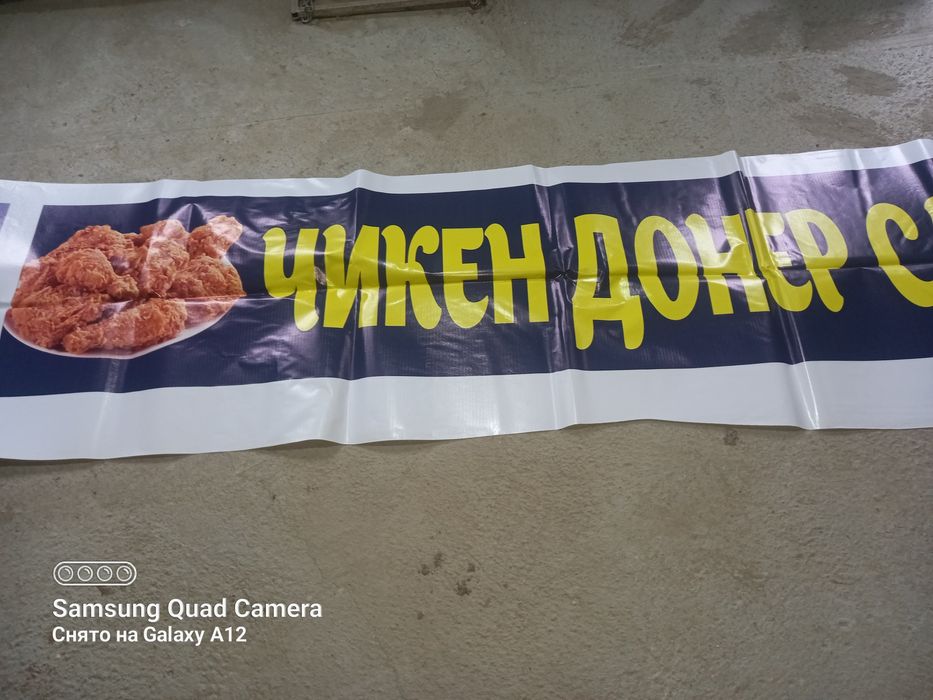 ЧИКЕН ДОНЕР
Samsung Quad Camera
Снято на Galaxy A12